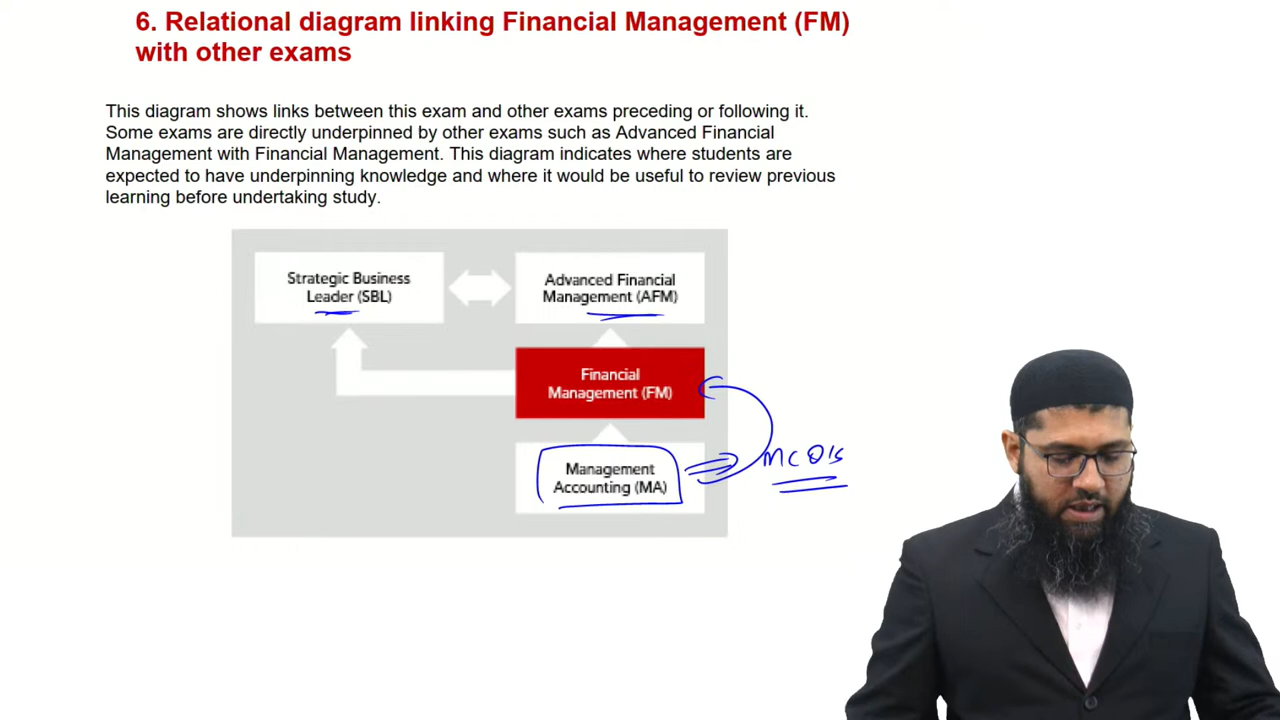 6. Relational diagram linking Financial Management (FM)
with other exams
This diagram shows links between this exam and other exams preceding or following it.
Some exams are directly underpinned by other exams such as Advanced Financial
Management with Financial Management. This diagram indicates where students are
expected to have underpinning knowledge and where it would be useful to review previous
learning before undertaking study.
Strategic Business
Leader (SBL)
Advanced Financial
Management (AFM)
Financial
Management (FM)
Management
Accounting (MA)
MCQ's